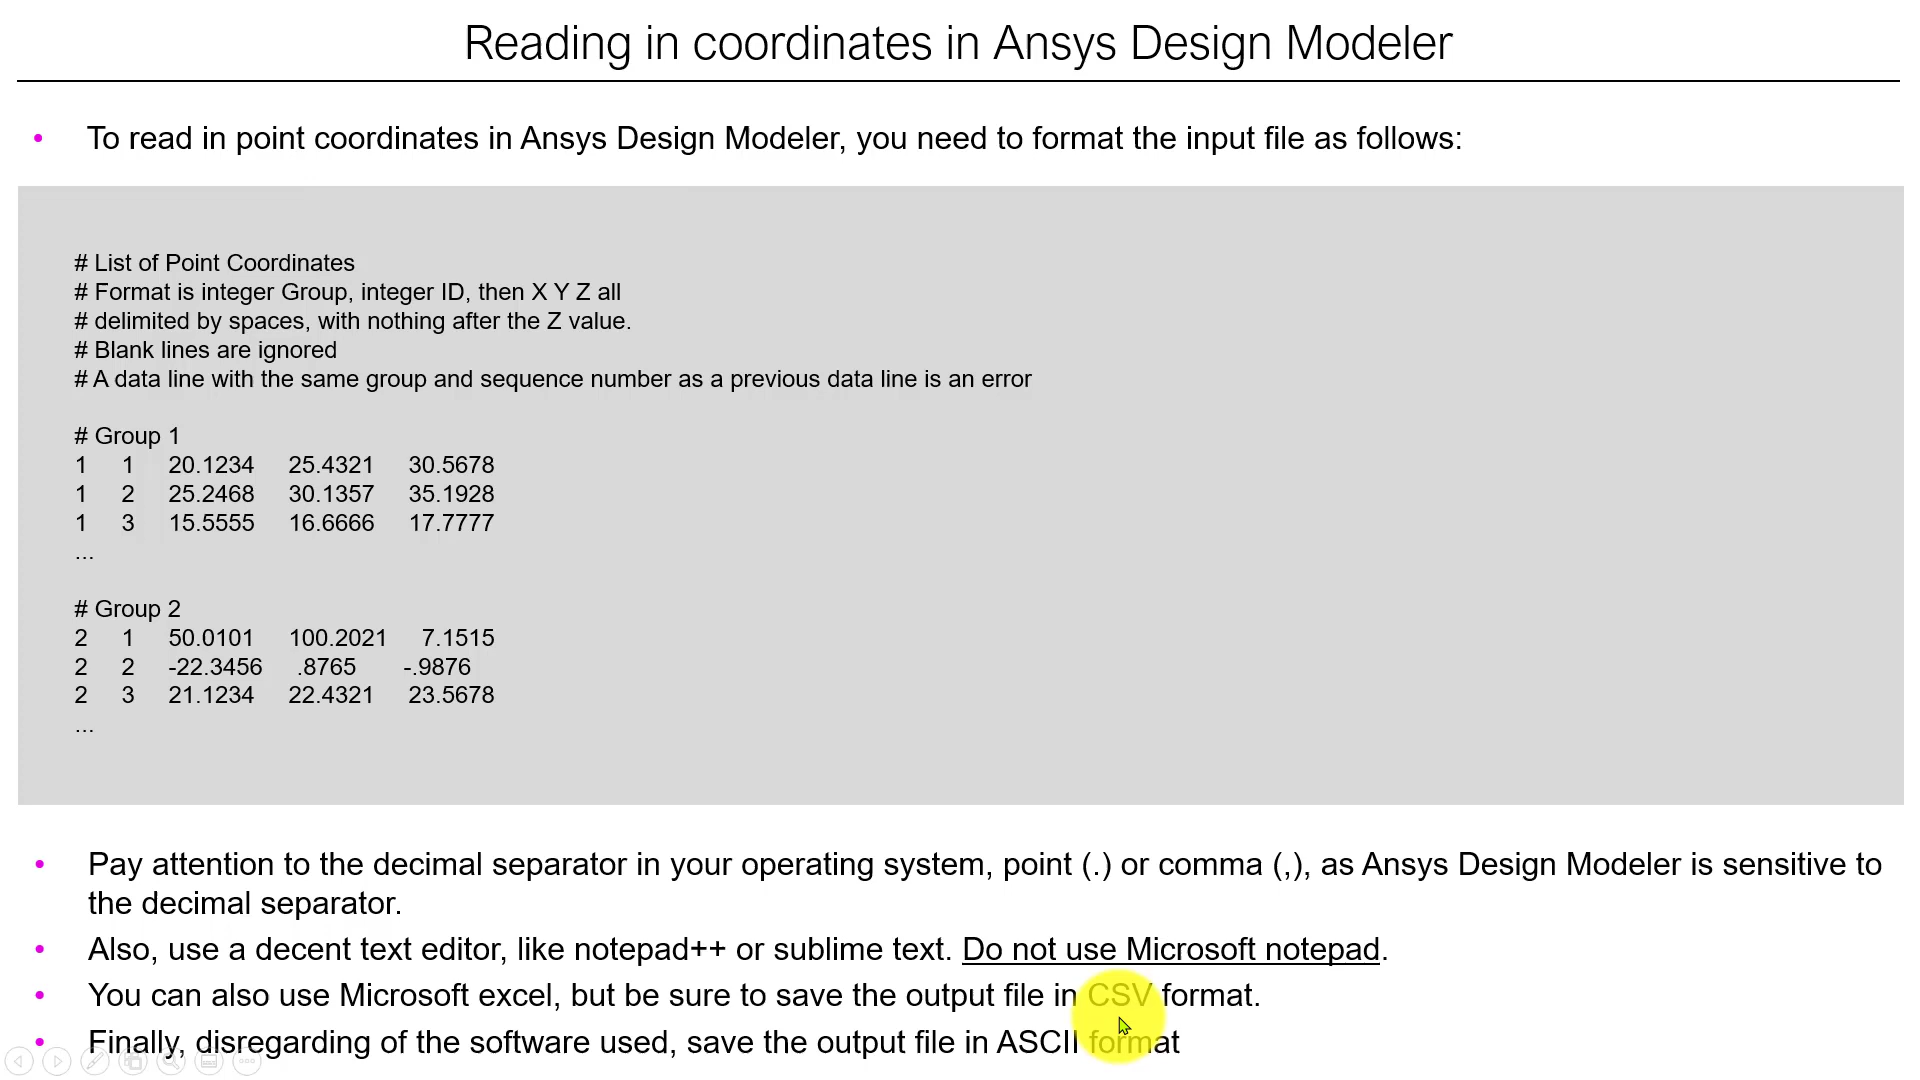 Reading in coordinates in Ansys Design Modeler
• To read in point coordinates in Ansys Design Modeler, you need to format the input file as follows:
# List of Point Coordinates
# Format is integer Group, integer ID, then X Y Z all
# delimited by spaces, with nothing after the Z value.
# Blank lines are ignored
# A data line with the same group and sequence number as a previous data line is an error
# Group 1
1 1 20.1234 25.4321 30.5678
1 2 25.2468 30.1357 35.1928
1 3 15.5555 16.6666 17.7777
...
# Group 2
2 1 50.0101 100.2021 7.1515
2 2 -22.3456 .8765 -.9876
2 3 21.1234 22.4321 23.5678
...
• Pay attention to the decimal separator in your operating system, point (.) or comma (,), as Ansys Design Modeler is sensitive to
the decimal separator.
• Also, use a decent text editor, like notepad++ or sublime text. Do not use Microsoft notepad.
• You can also use Microsoft excel, but be sure to save the output file in CSV format.
• Finally, disregarding of the software used, save the output file in ASCII format